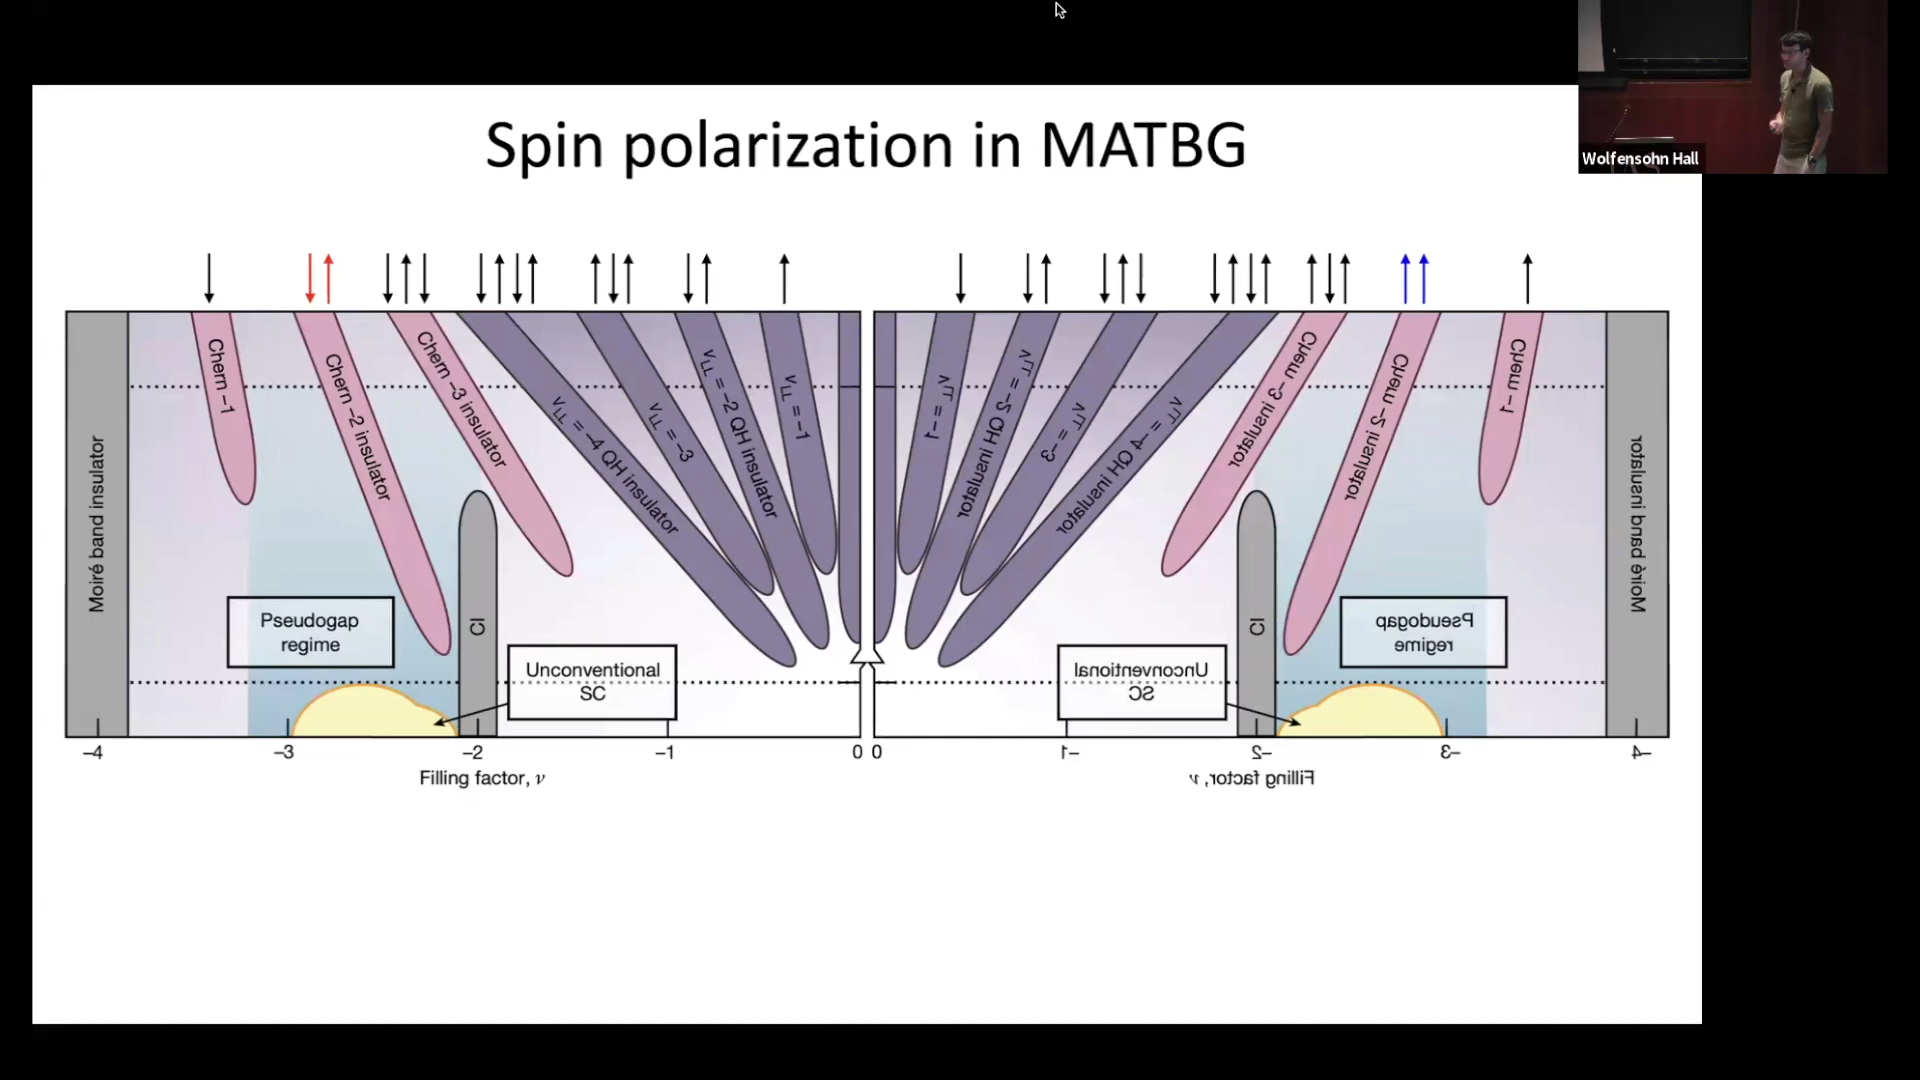 Wolfensohn Hall
Spin polarization in MATBG
Moiré band insulator
Chern –1
Chern –2 insulator
Chern –3 insulator
νLL = –4 QH insulator
νLL = –3
νLL = –2 QH insulator
νLL = –1
CI
Pseudogap
regime
Unconventional
SC
–4
–3
–2
–1
0
Filling factor, ν
νLL = –1
νLL = –2 QH insulator
νLL = –3
νLL = –4 QH insulator
Chern –3 insulator
Chern –2 insulator
Chern –1
Moiré band insulator
CI
Pseudogap
regime
Unconventional
SC
0
–1
–2
–3
–4
Filling factor, ν